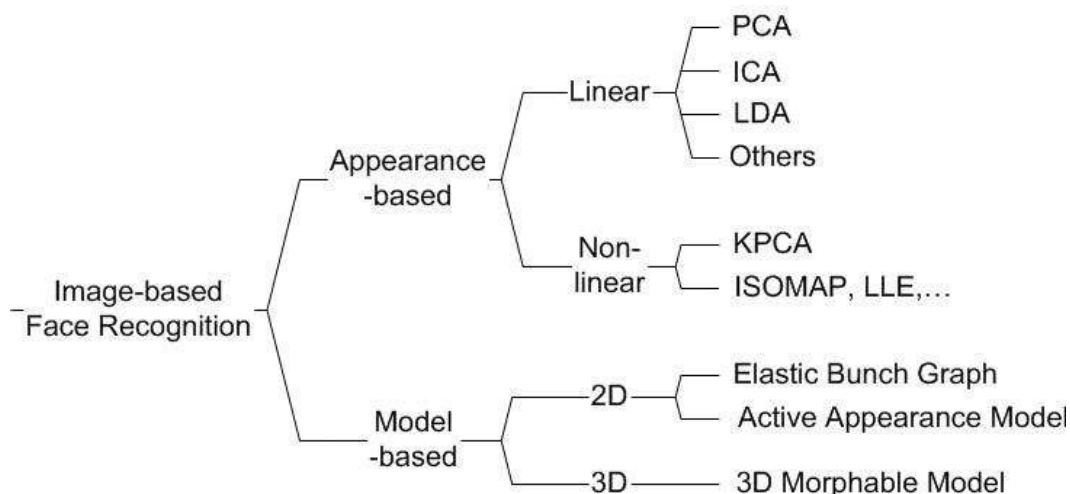 PCA
ICA
Linear
LDA
Others
Appearance
-based
KPCA
Non-
linear
ISOMAP, LLE,...
Image-based
Face Recognition
Elastic Bunch Graph
2D
Active Appearance Model
Model
-based
3D
3D Morphable Model